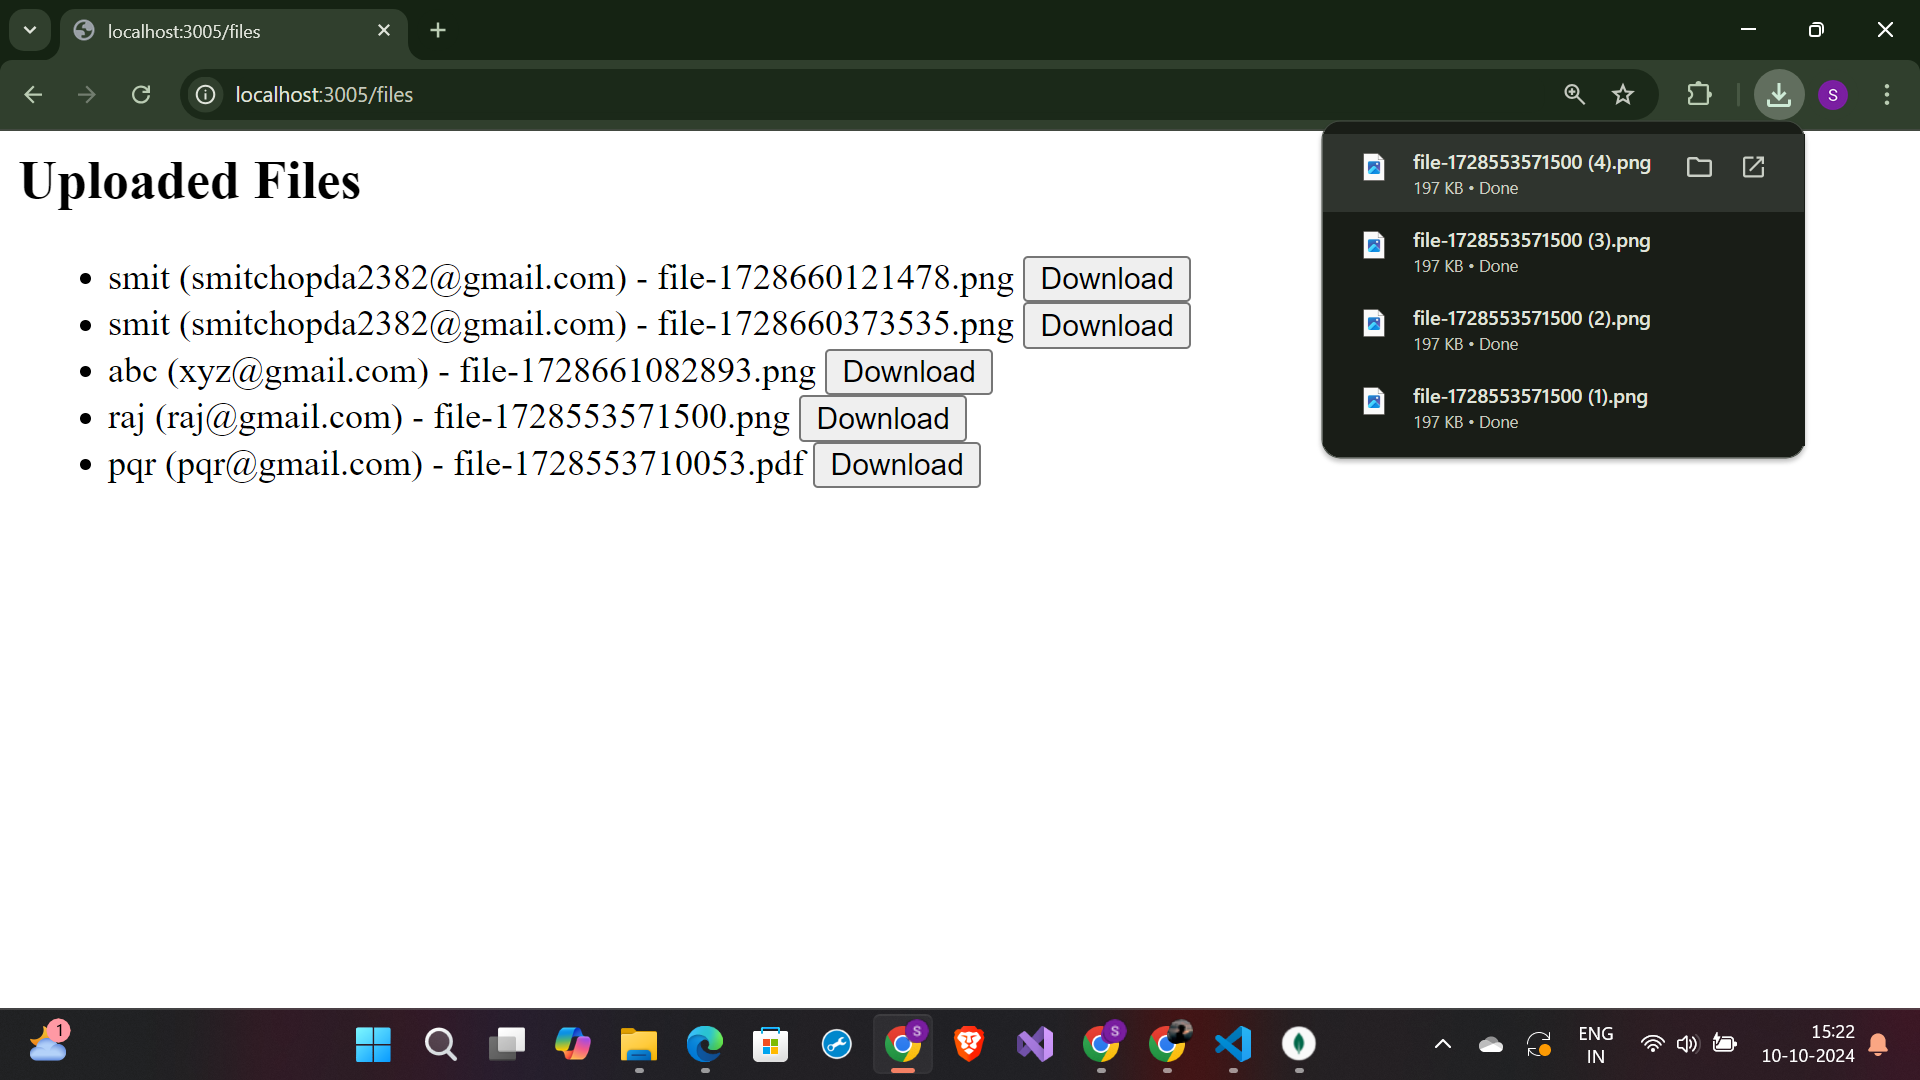 localhost:3005/files
localhost:3005/files
S
Uploaded Files
smit (smitchopda2382@gmail.com) - file-1728660121478.png Download
smit (smitchopda2382@gmail.com) - file-1728660373535.png Download
abc (xyz@gmail.com) - file-1728661082893.png Download
raj (raj@gmail.com) - file-1728553571500.png Download
pqr (pqr@gmail.com) - file-1728553710053.pdf Download
file-1728553571500 (4).png
197 KB • Done
file-1728553571500 (3).png
197 KB • Done
file-1728553571500 (2).png
197 KB • Done
file-1728553571500 (1).png
197 KB • Done
1
S
S
ENG
IN
15:22
10-10-2024